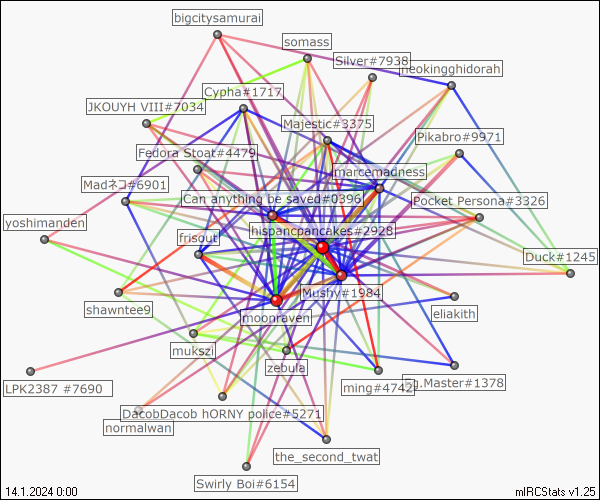 bigcitysamurai
somass
Silver#7938
neokingghidorah
Cypha#1717
JKOUYH VIII#7034
Majestic#3375
Pikabro#9971
Fedora Stoat#4479
marcemadness
Madネコ#6901
Can anything be saved#0396
Pocket Persona#3326
yoshimanden
hispancpancakes#2928
frisout
Duck#1245
Mushy#1984
shawntee9
moonraven
eliakith
mukszi
zebula
LPK2387 #7690
ming#4742
g.Master#1378
DacobDacob hORNY police#5271
normalwan
the_second_twat
Swirly Boi#6154
14.1.2024 0:00
mIRCStats v1.25